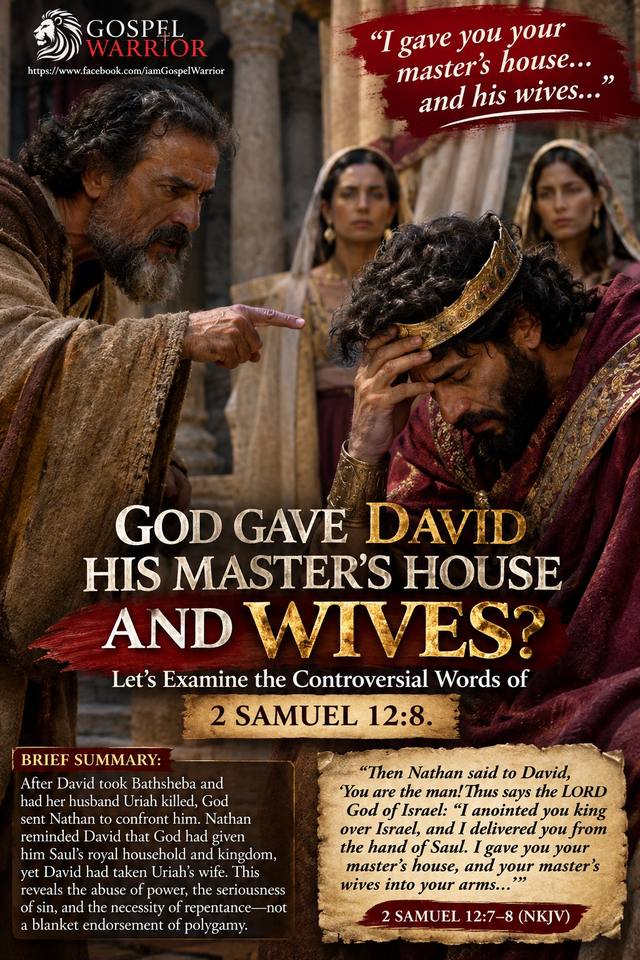 GOSPEL
WARRIOR
https://www.facebook.com/iamGospelWarrior
“I gave you your
master’s house...
and his wives...”
GOD GAVE DAVID
HIS MASTER’S HOUSE
AND WIVES?
Let’s Examine the Controversial Words of
2 SAMUEL 12:8.
BRIEF SUMMARY:
After David took Bathsheba and
had her husband Uriah killed, God
sent Nathan to confront him. Nathan
reminded David that God had given
him Saul’s royal household and kingdom,
yet David had taken Uriah’s wife. This
reveals the abuse of power, the seriousness
of sin, and the necessity of repentance—not
a blanket endorsement of polygamy.
“Then Nathan said to David,
‘You are the man! Thus says the LORD
God of Israel: “I anointed you king
over Israel, and I delivered you from
the hand of Saul. I gave you your
master’s house, and your master’s
wives into your arms...’”
2 SAMUEL 12:7–8 (NKJV)